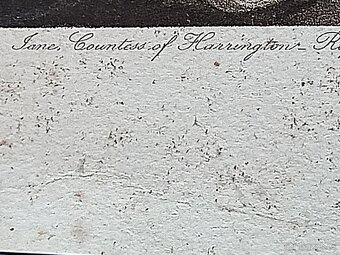 Jane, Countess of Harrington - R